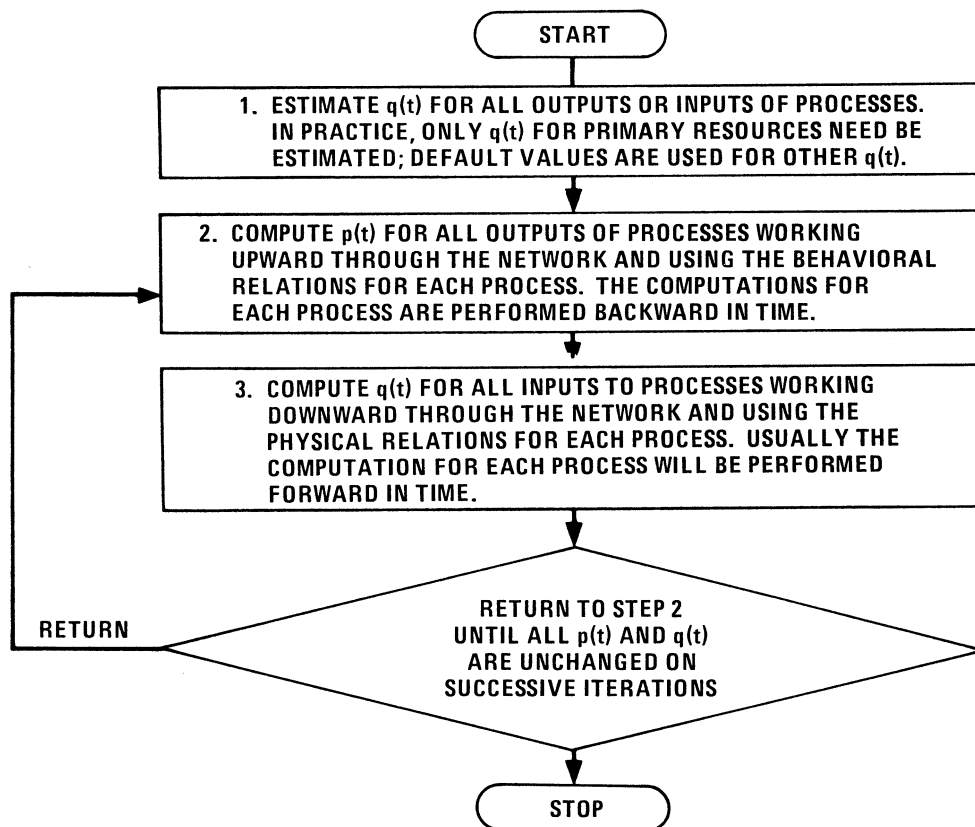 START
1. ESTIMATE q(t) FOR ALL OUTPUTS OR INPUTS OF PROCESSES.
IN PRACTICE, ONLY q(t) FOR PRIMARY RESOURCES NEED BE
ESTIMATED; DEFAULT VALUES ARE USED FOR OTHER q(t).
2. COMPUTE p(t) FOR ALL OUTPUTS OF PROCESSES WORKING
UPWARD THROUGH THE NETWORK AND USING THE BEHAVIORAL
RELATIONS FOR EACH PROCESS. THE COMPUTATIONS FOR
EACH PROCESS ARE PERFORMED BACKWARD IN TIME.
3. COMPUTE q(t) FOR ALL INPUTS TO PROCESSES WORKING
DOWNWARD THROUGH THE NETWORK AND USING THE
PHYSICAL RELATIONS FOR EACH PROCESS. USUALLY THE
COMPUTATION FOR EACH PROCESS WILL BE PERFORMED
FORWARD IN TIME.
RETURN
RETURN TO STEP 2
UNTIL ALL p(t) AND q(t)
ARE UNCHANGED ON
SUCCESSIVE ITERATIONS
STOP